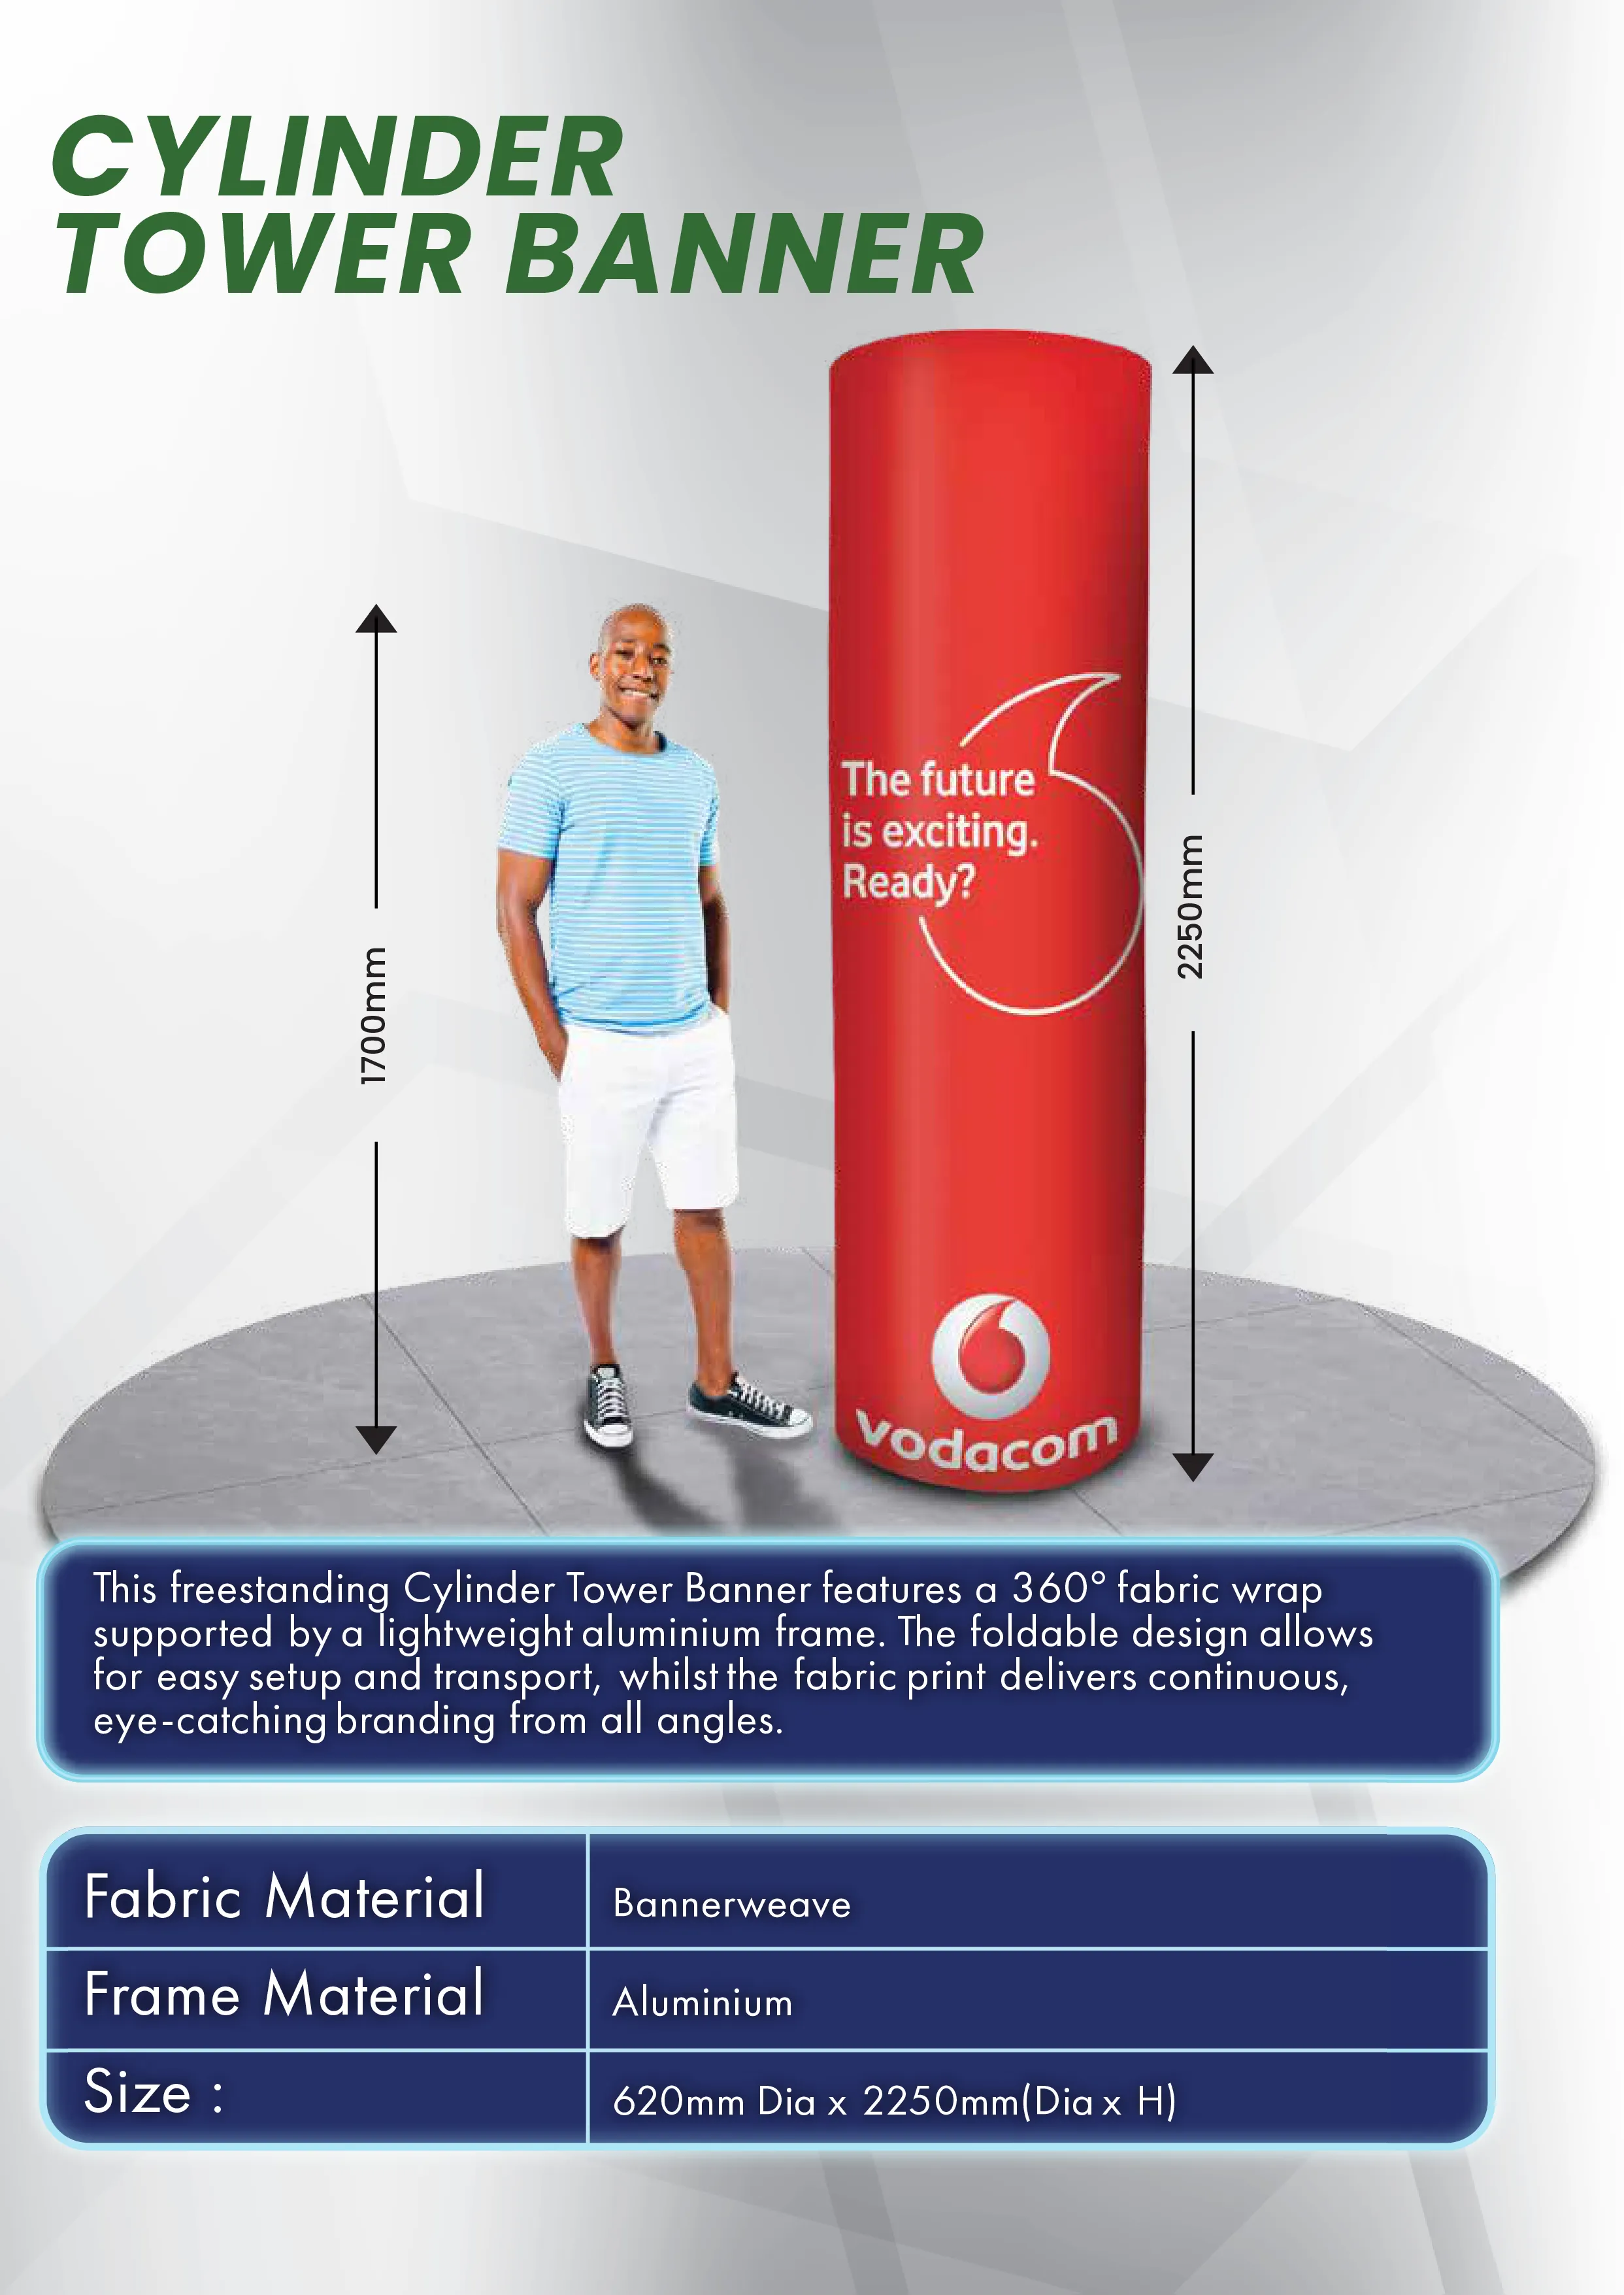 CYLINDER
TOWER BANNER
1700mm
The future
is exciting.
Ready?
2250mm
vodacom
This freestanding Cylinder Tower Banner features a 360° fabric wrap
supported by a lightweight aluminium frame. The foldable design allows
for easy setup and transport, whilst the fabric print delivers continuous,
eye-catching branding from all angles.
Fabric Material Bannerweave
Frame Material Aluminium
Size : 620mm Dia x 2250mm(Dia x H)